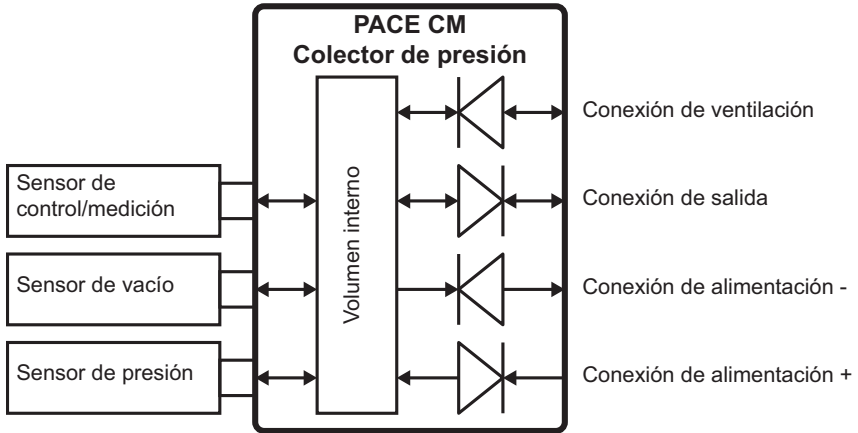 PACE CM
Colector de presión
Conexión de ventilación
Sensor de
control/medición
Volumen interno
Conexión de salida
Sensor de vacío
Conexión de alimentación -
Sensor de presión
Conexión de alimentación +